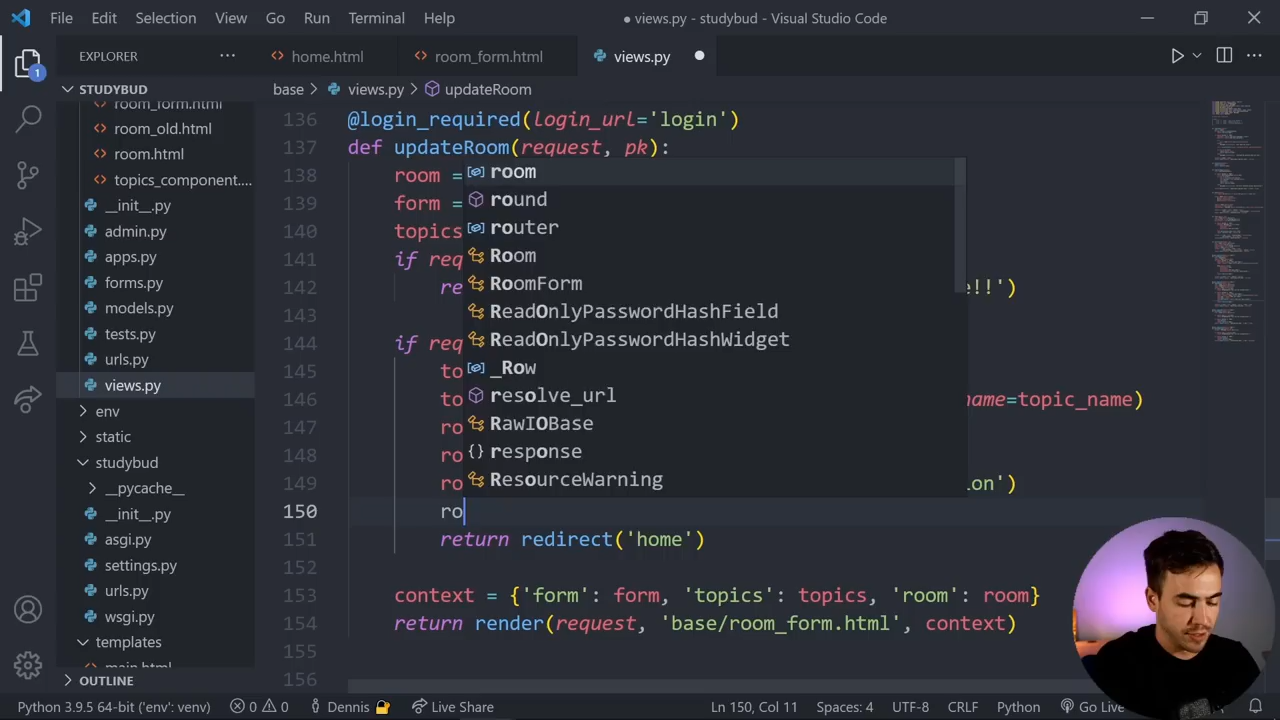 File Edit Selection View Go Run Terminal Help
● views.py - studybud - Visual Studio Code
EXPLORER
home.html
room_form.html
views.py
base > views.py > updateRoom
1
STUDYBUD
room_form.html
room_old.html
room.html
topics_component....
__init__.py
admin.py
apps.py
forms.py
models.py
tests.py
urls.py
views.py
env
static
studybud
__pycache__
__init__.py
asgi.py
settings.py
urls.py
wsgi.py
templates
main.html
OUTLINE
136 @login_required(login_url='login')
137 def updateRoom(request, pk):
138 room =
139 form =
140 topics
141 if req
142 re e!!')
143
144 if req
145 to
146 to name=topic_name)
147 ro
148 ro
149 ro ion')
150 ro
151 return redirect('home')
152
153 context = {'form': form, 'topics': topics, 'room': room}
154 return render(request, 'base/room_form.html', context)
155
156
room
round
router
Room
RoomForm
ReadOnlyPasswordHashField
ReadOnlyPasswordHashWidget
_Row
resolve_url
RawIOBase
{} response
ResourceWarning
Python 3.9.5 64-bit ('env': venv) 0 0 Dennis Live Share Ln 150, Col 11 Spaces: 4 UTF-8 CRLF Python Go Live